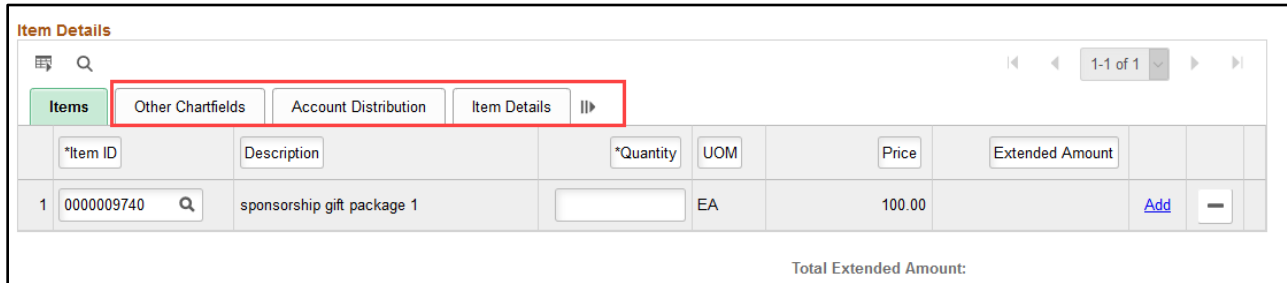 Item Details
1-1 of 1
Items Other Chartfields Account Distribution Item Details
*Item ID Description *Quantity UOM Price Extended Amount
1 0000009740 sponsorship gift package 1 EA 100.00 Add
Total Extended Amount: